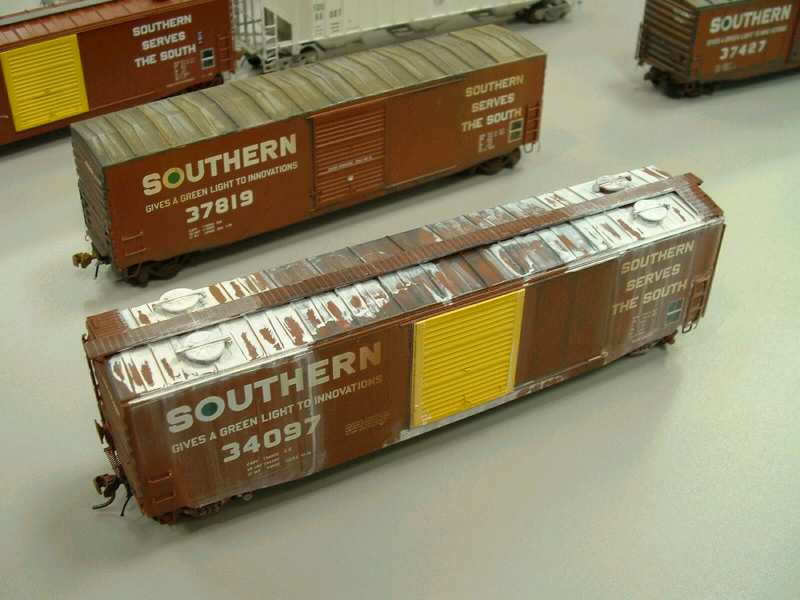 SOUTHERN
SERVES
THE SOUTH
SOUTHERN
37427
SOUTHERN
GIVES A GREEN LIGHT TO INNOVATIONS
37819
SOUTHERN
SERVES
THE SOUTH
SOUTHERN
GIVES A GREEN LIGHT TO INNOVATIONS
34097
SOUTHERN
SERVES
THE SOUTH